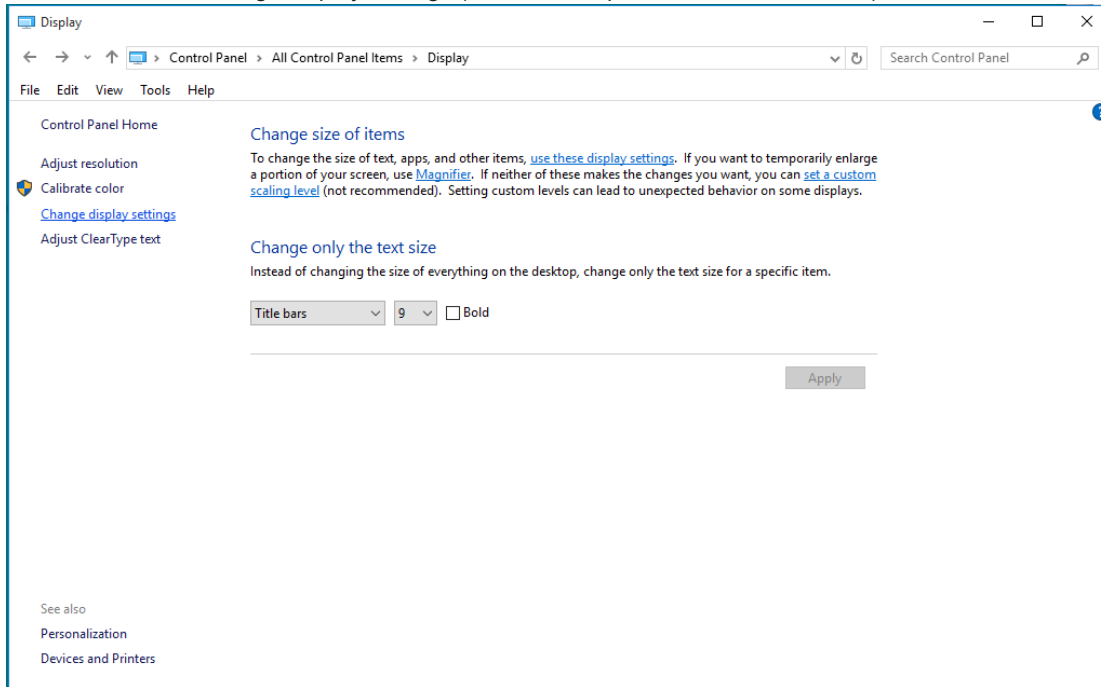 Display
Control Panel > All Control Panel Items > Display
Search Control Panel
File Edit View Tools Help
Control Panel Home
Adjust resolution
Calibrate color
Change display settings
Adjust ClearType text
Change size of items
To change the size of text, apps, and other items, use these display settings. If you want to temporarily enlarge
a portion of your screen, use Magnifier. If neither of these makes the changes you want, you can set a custom
scaling level (not recommended). Setting custom levels can lead to unexpected behavior on some displays.
Change only the text size
Instead of changing the size of everything on the desktop, change only the text size for a specific item.
Title bars 9 Bold
Apply
See also
Personalization
Devices and Printers